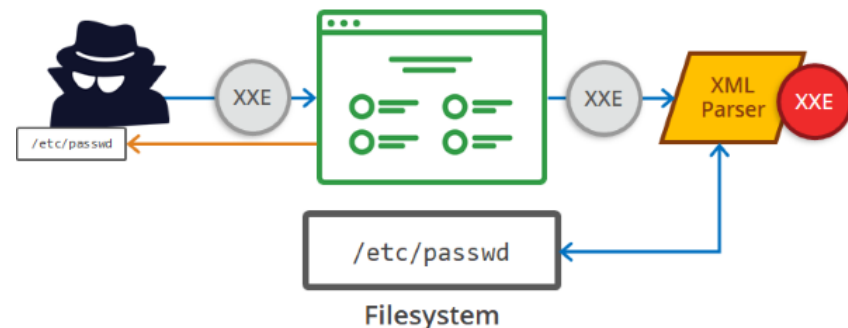 XXE
XXE
XML
Parser
XXE
/etc/passwd
/etc/passwd
Filesystem